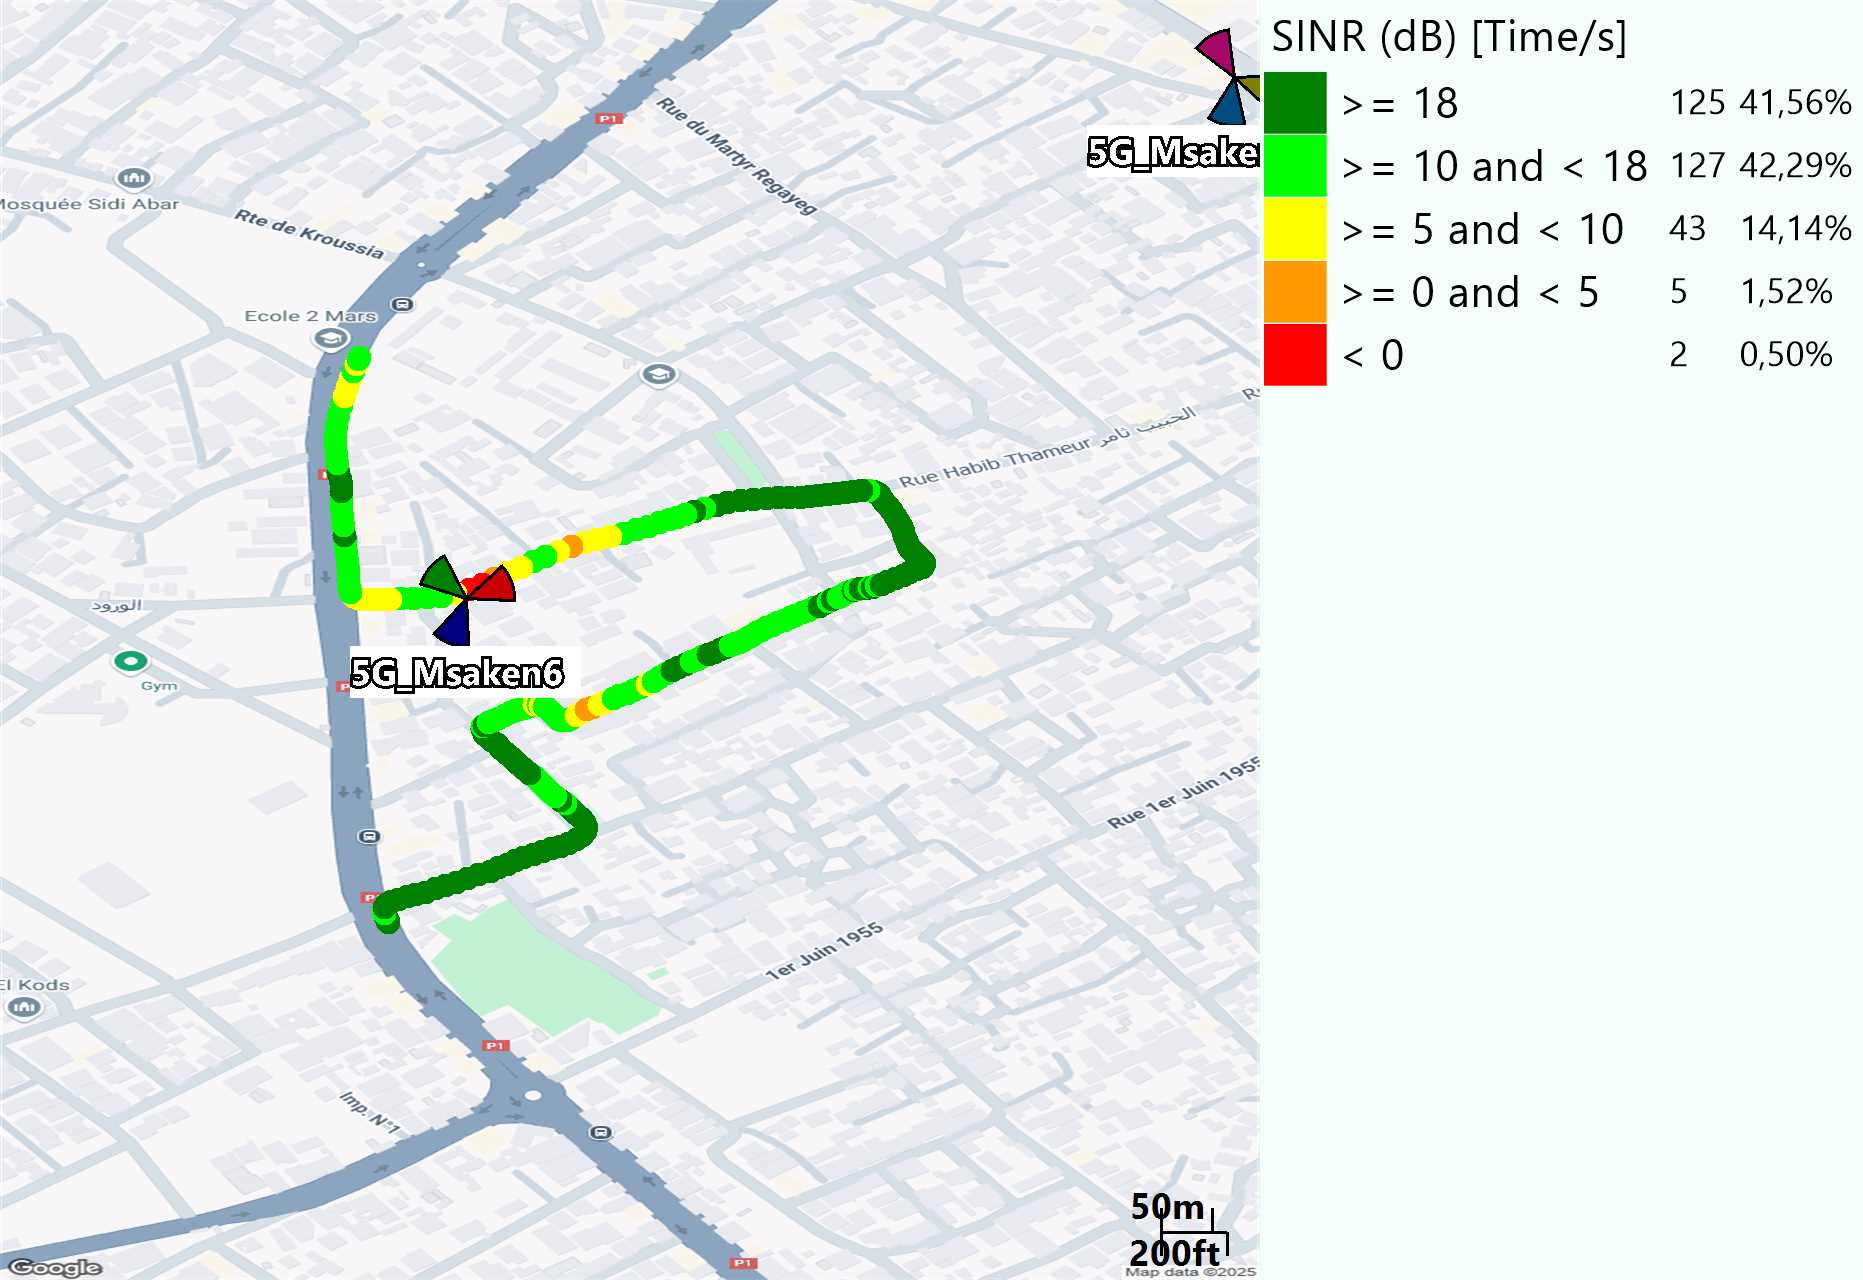 SINR (dB) [Time/s]
>= 18 125 41,56%
>= 10 and < 18 127 42,29%
>= 5 and < 10 43 14,14%
>= 0 and < 5 5 1,52%
< 0 2 0,50%
5G_Msake
P1
Rue du Martyr Regayeg
Mosquée Sidi Abar
Rte de Kroussia
Ecole 2 Mars
Rue Habib Thameur الحبيب ثامر
الورود
Gym
5G_Msaken6
Rue 1er Juin 1955
P1
1er Juin 1955
El Kods
P1
Imp. N°1
50m
200ft
P1
Google
Map data ©2025